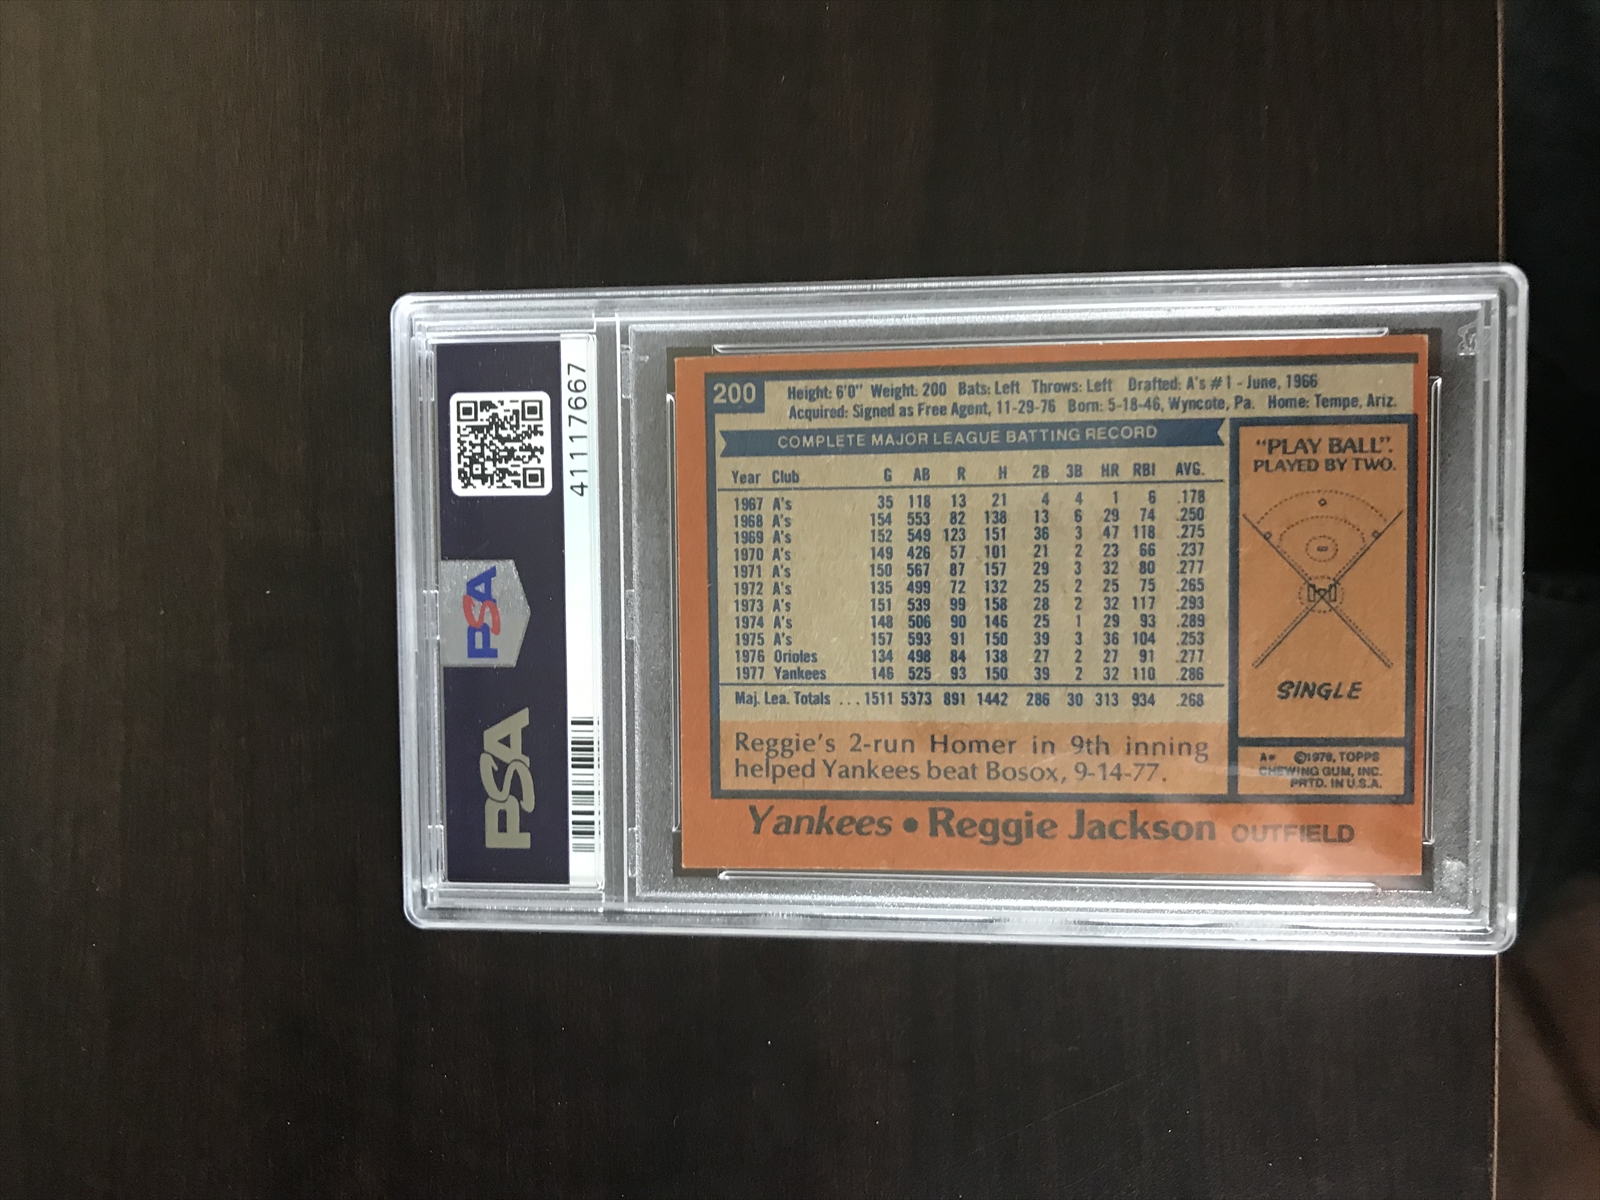 PSA
PSA
41117667
200
Height: 6'0" Weight: 200 Bats: Left Throws: Left Drafted: A's #1 - June, 1966
Acquired: Signed as Free Agent, 11-29-76 Born: 5-18-46, Wyncote, Pa. Home: Tempe, Ariz.
COMPLETE MAJOR LEAGUE BATTING RECORD
Year Club G AB R H 2B 3B HR RBI AVG.
1967 A's 35 118 13 21 4 4 1 6 .178
1968 A's 154 553 82 138 13 6 29 74 .250
1969 A's 152 549 123 151 36 3 47 118 .275
1970 A's 149 426 57 101 21 2 23 66 .237
1971 A's 150 567 87 157 29 3 32 80 .277
1972 A's 135 499 72 132 25 2 25 75 .265
1973 A's 151 539 99 158 28 2 32 117 .293
1974 A's 148 506 90 146 25 1 29 93 .289
1975 A's 157 593 91 150 39 3 36 104 .253
1976 Orioles 134 498 84 138 27 2 27 91 .277
1977 Yankees 146 525 93 150 39 2 32 110 .286
Maj. Lea. Totals ... 1511 5373 891 1442 286 30 313 934 .268
Reggie's 2-run Homer in 9th inning
helped Yankees beat Bosox, 9-14-77.
"PLAY BALL".
PLAYED BY TWO.
SINGLE
A* ©1978, TOPPS
CHEWING GUM, INC.
PRTD. IN U.S.A.
Yankees • Reggie Jackson OUTFIELD